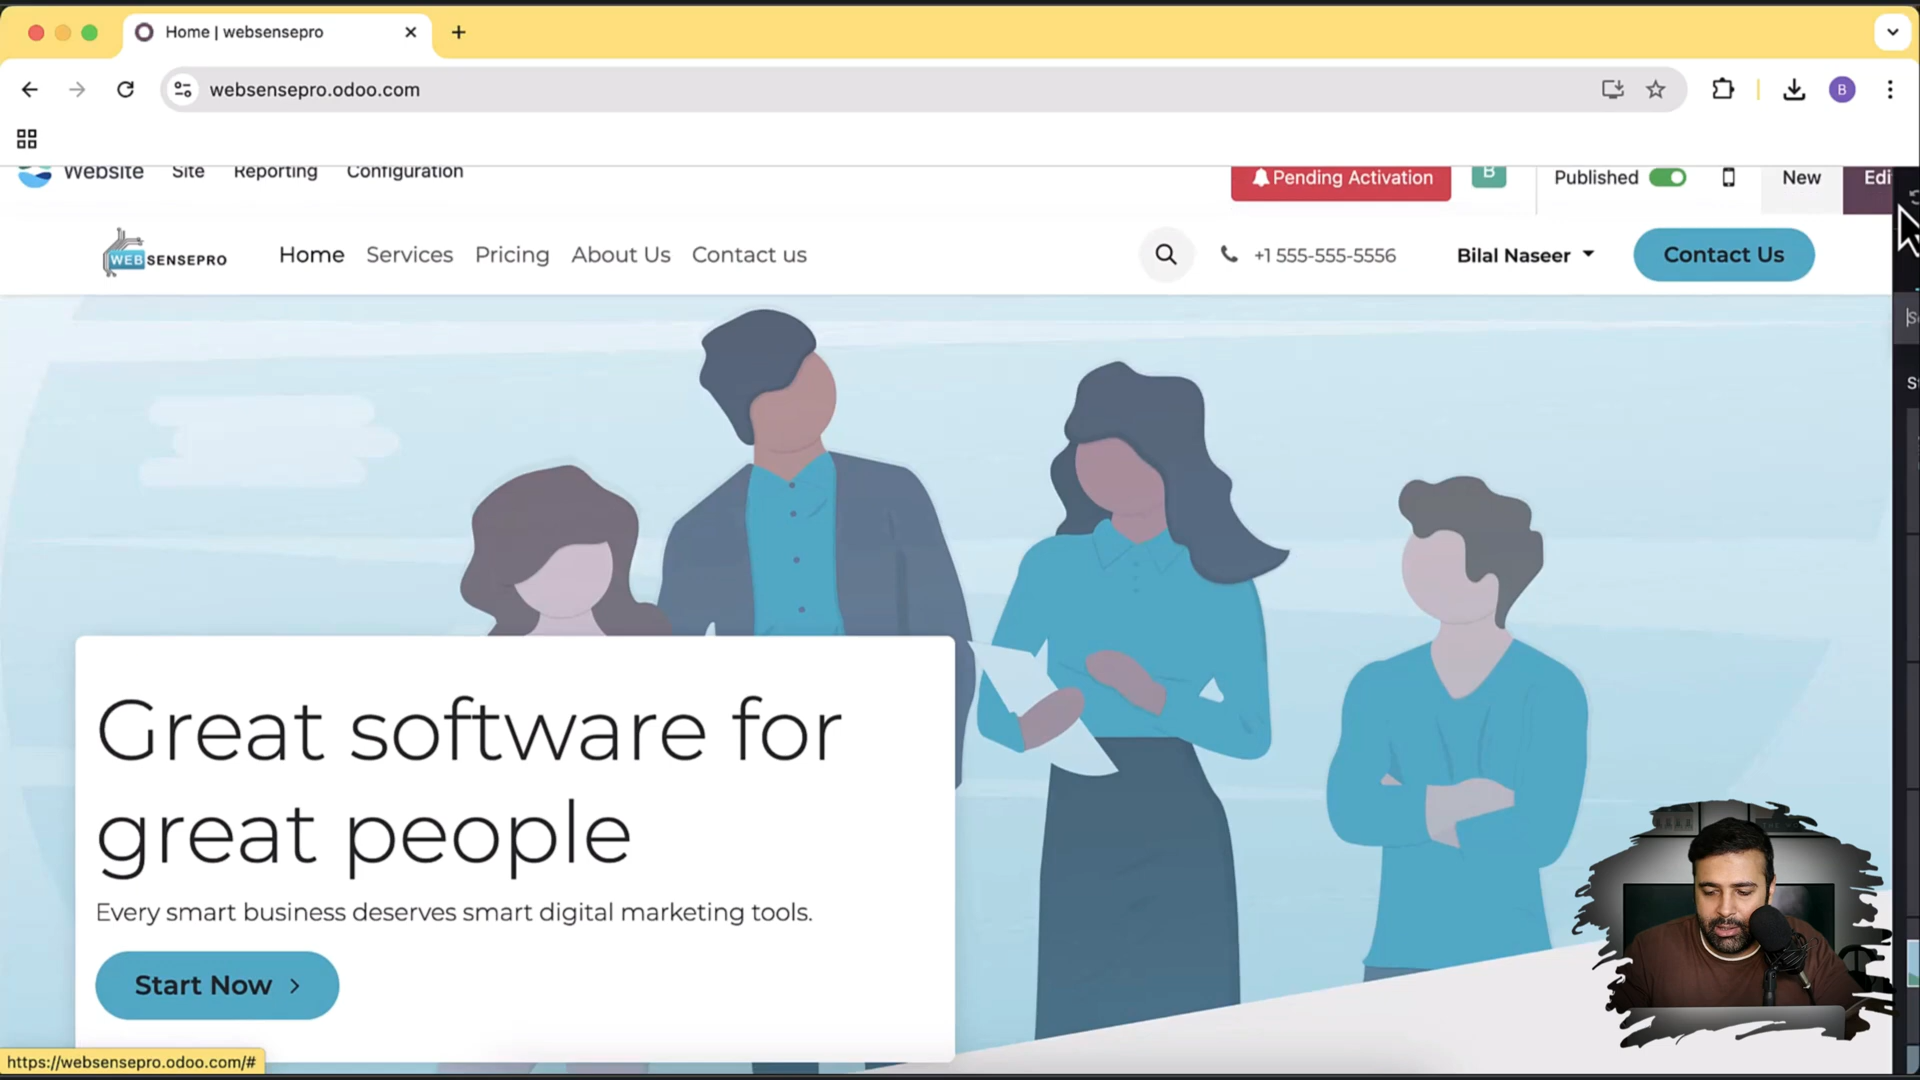 Home | websensepro
websensepro.odoo.com
B
Website Site Reporting Configuration
Pending Activation B Published New Edi
WEBSENSEPRO Home Services Pricing About Us Contact us +1 555-555-5556 Bilal Naseer Contact Us
Great software for
great people
Every smart business deserves smart digital marketing tools.
Start Now
https://websensepro.odoo.com/#